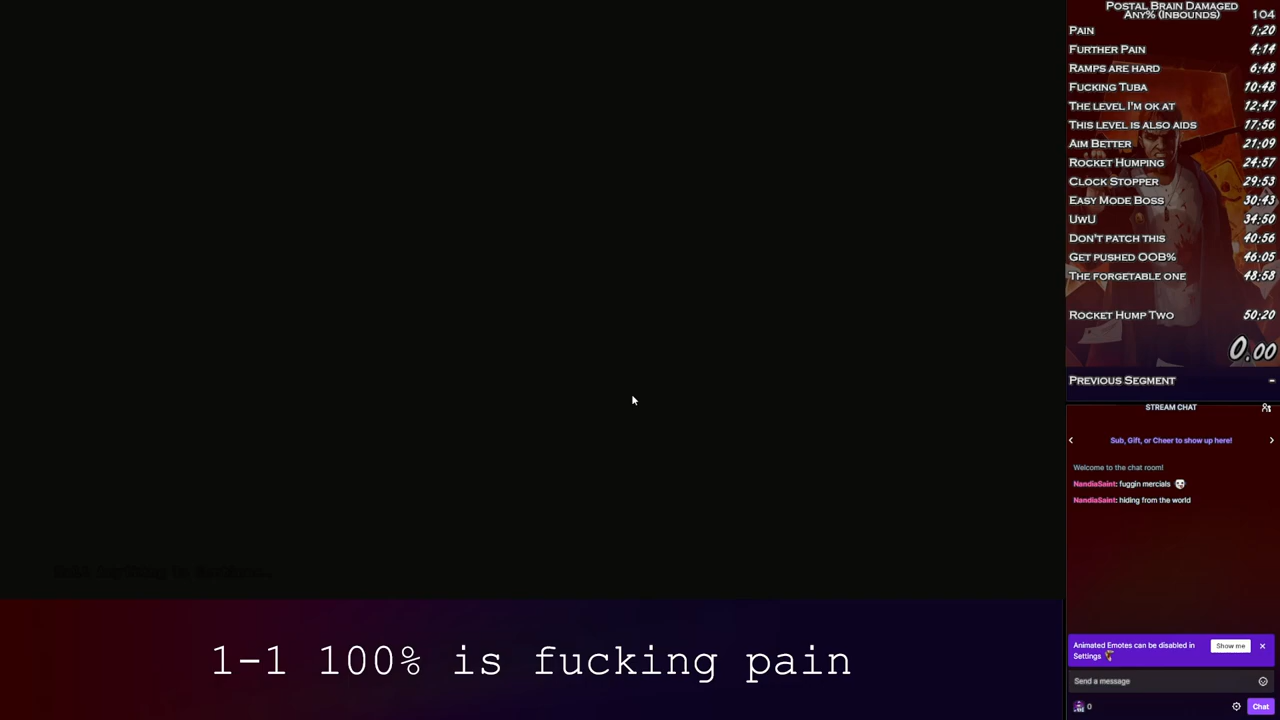 Postal Brain Damaged
Any% (Inbounds) 104
Pain 1:20
Further Pain 4:14
Ramps are hard 6:48
Fucking Tuba 10:48
The level I'm ok at 12:47
This level is also aids 17:56
Aim Better 21:09
Rocket Humping 24:57
Clock Stopper 29:53
Easy Mode Boss 30:43
UwU 34:50
Don't patch this 40:56
Get pushed OOB% 46:05
The forgetable one 48:58
Rocket Hump Two 50:20
0.00
Previous Segment -
STREAM CHAT
Sub, Gift, or Cheer to show up here!
Welcome to the chat room!
NandiaSaint: fuggin mercials
NandiaSaint: hiding from the world
Animated Emotes can be disabled in
Settings
Show me
Send a message
0
Chat
1-1 100% is fucking pain